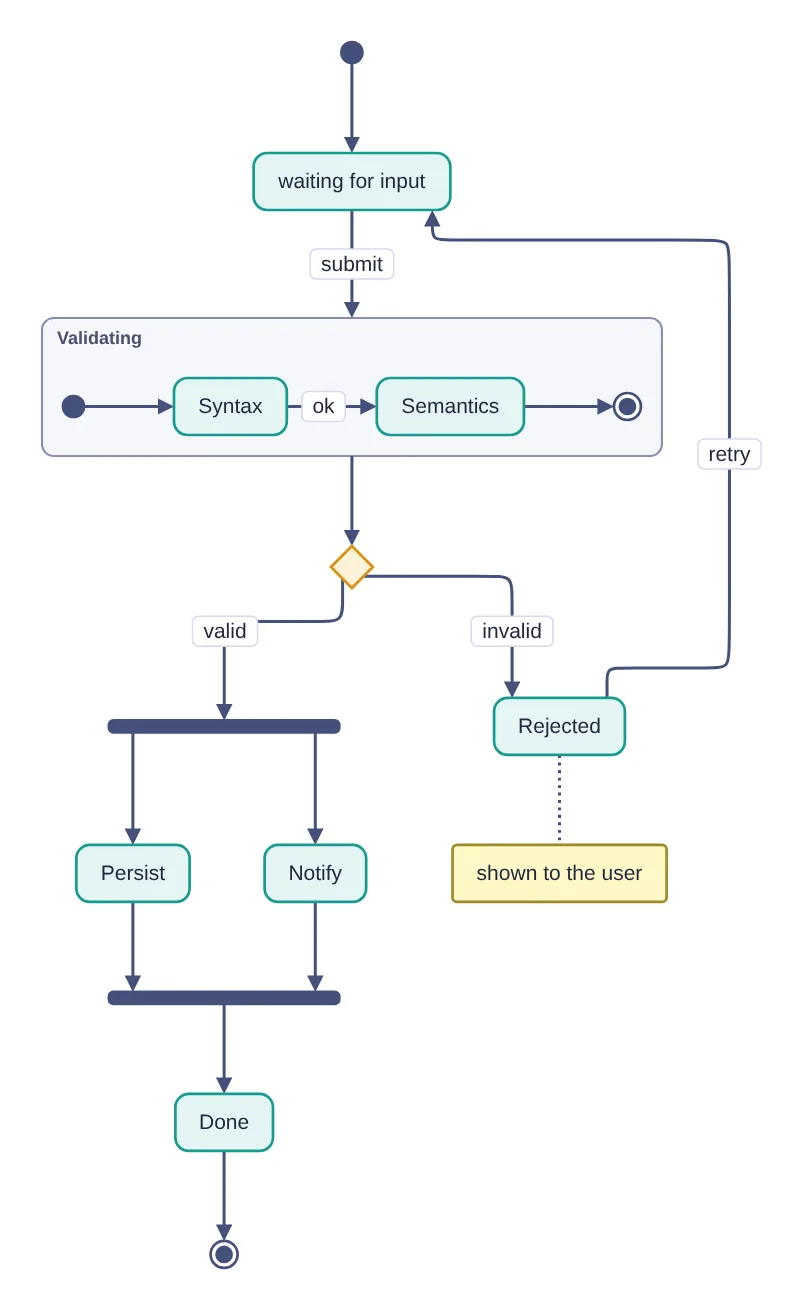 waiting for input
submit
Validating
Syntax
ok
Semantics
retry
valid
invalid
Rejected
Persist
Notify
shown to the user
Done